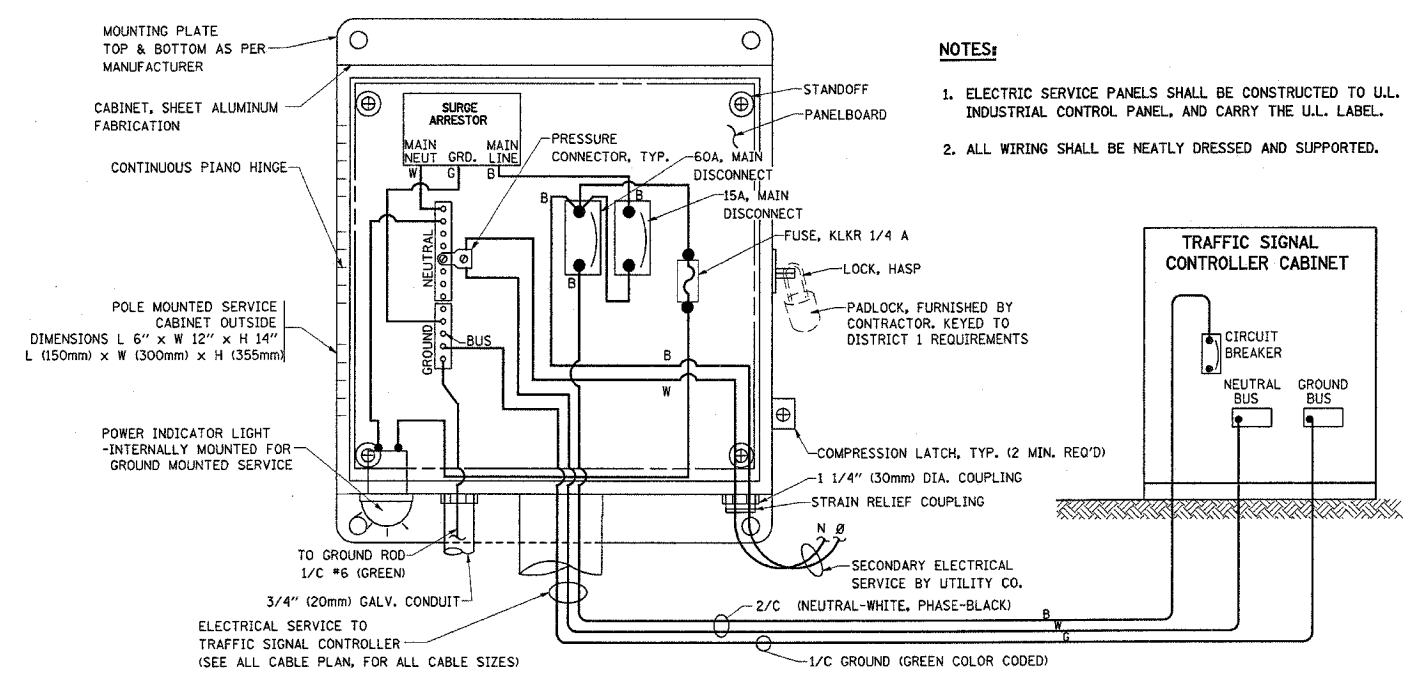 MOUNTING PLATE
TOP & BOTTOM AS PER
MANUFACTURER
CABINET, SHEET ALUMINUM
FABRICATION
CONTINUOUS PIANO HINGE
POLE MOUNTED SERVICE
CABINET OUTSIDE
DIMENSIONS L 6" x W 12" x H 14"
L (150mm) x W (300mm) x H (355mm)
POWER INDICATOR LIGHT
-INTERNALLY MOUNTED FOR
GROUND MOUNTED SERVICE
TO GROUND ROD
1/C #6 (GREEN)
3/4" (20mm) GALV. CONDUIT
ELECTRICAL SERVICE TO
TRAFFIC SIGNAL CONTROLLER
(SEE ALL CABLE PLAN, FOR ALL CABLE SIZES)
SURGE
ARRESTOR
MAIN
NEUT
GRD.
MAIN
LINE
W
G
B
NEUTRAL
GROUND
BUS
PRESSURE
CONNECTOR, TYP.
B
B
B
B
W
STANDOFF
PANELBOARD
60A, MAIN
DISCONNECT
15A, MAIN
DISCONNECT
FUSE, KLKR 1/4 A
LOCK, HASP
PADLOCK, FURNISHED BY
CONTRACTOR. KEYED TO
DISTRICT 1 REQUIREMENTS
COMPRESSION LATCH, TYP. (2 MIN. REQ'D)
1 1/4" (30mm) DIA. COUPLING
STRAIN RELIEF COUPLING
N Ø
SECONDARY ELECTRICAL
SERVICE BY UTILITY CO.
2/C (NEUTRAL-WHITE, PHASE-BLACK)
B
W
G
1/C GROUND (GREEN COLOR CODED)
NOTES:
1. ELECTRIC SERVICE PANELS SHALL BE CONSTRUCTED TO U.L.
INDUSTRIAL CONTROL PANEL, AND CARRY THE U.L. LABEL.
2. ALL WIRING SHALL BE NEATLY DRESSED AND SUPPORTED.
TRAFFIC SIGNAL
CONTROLLER CABINET
CIRCUIT
BREAKER
NEUTRAL
BUS
GROUND
BUS